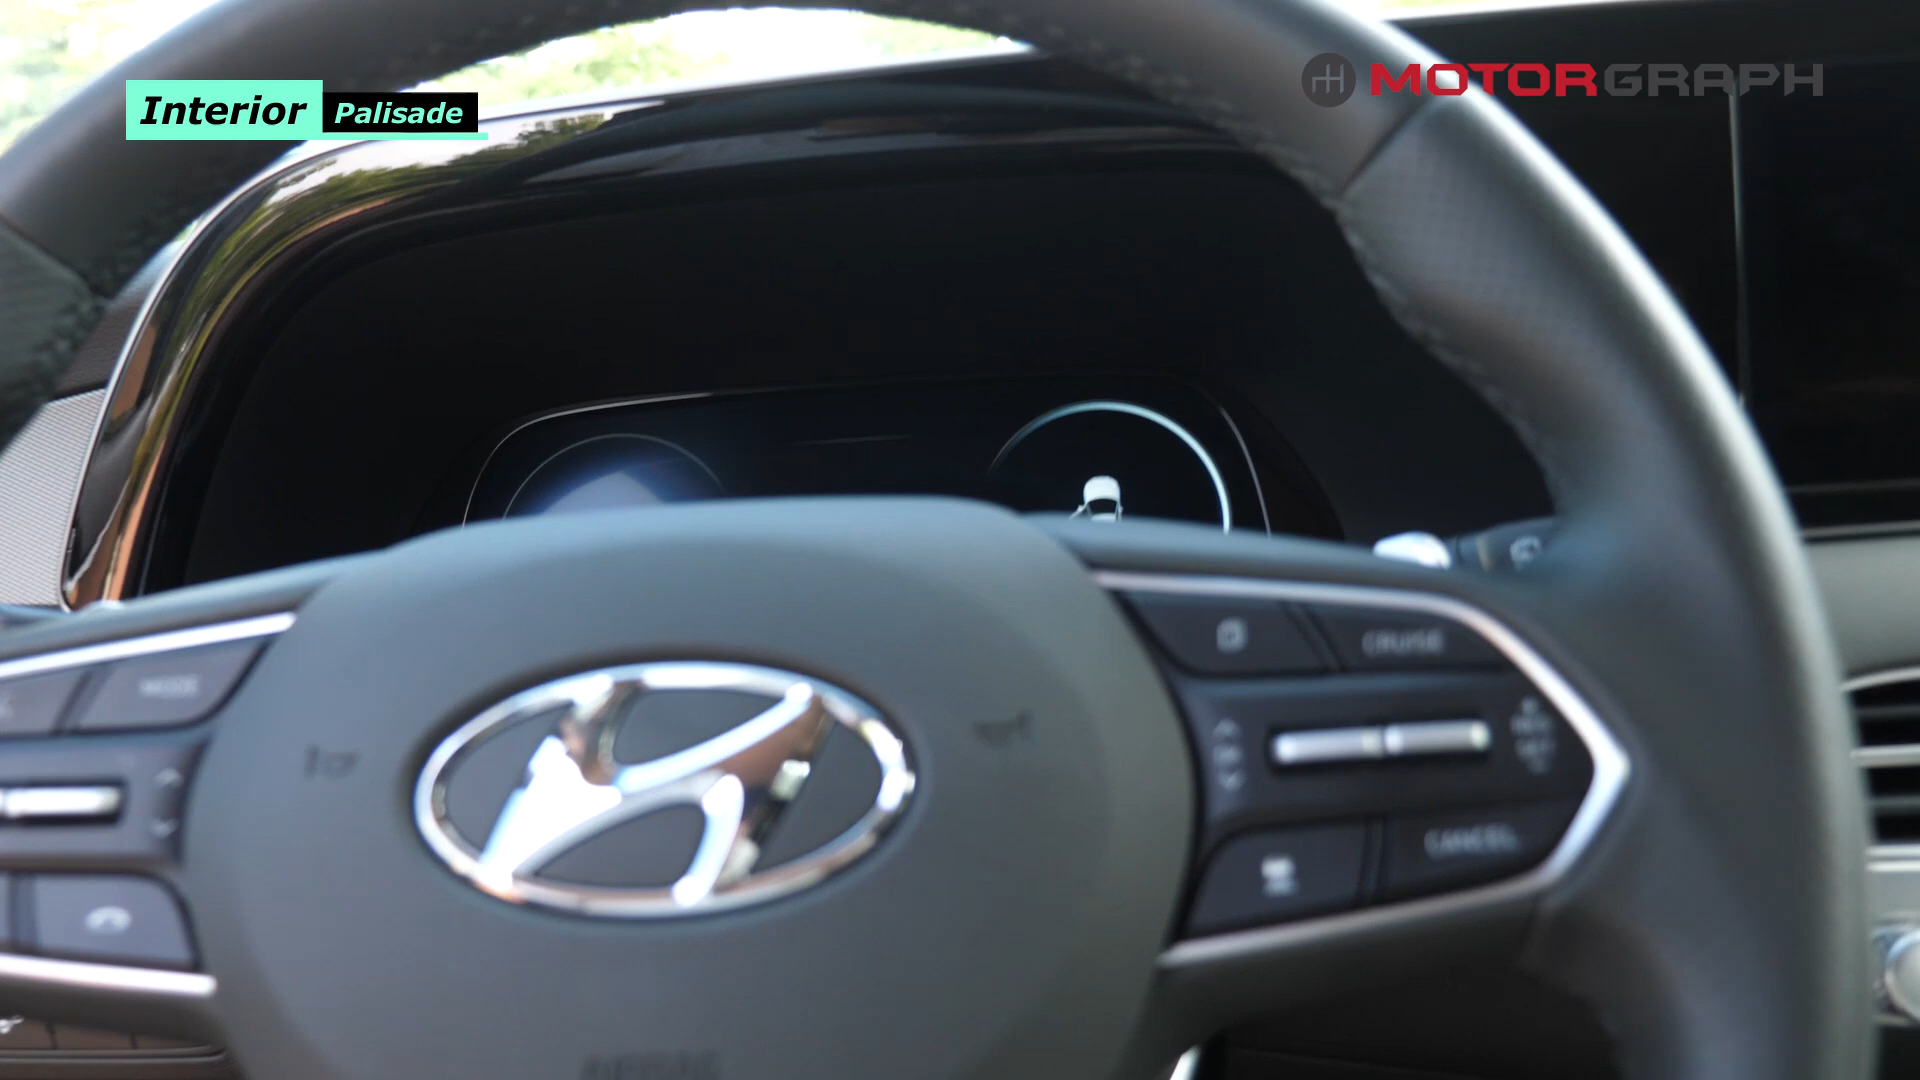 Interior
Palisade
MOTORGRAPH
MODE
CRUISE
CANCEL